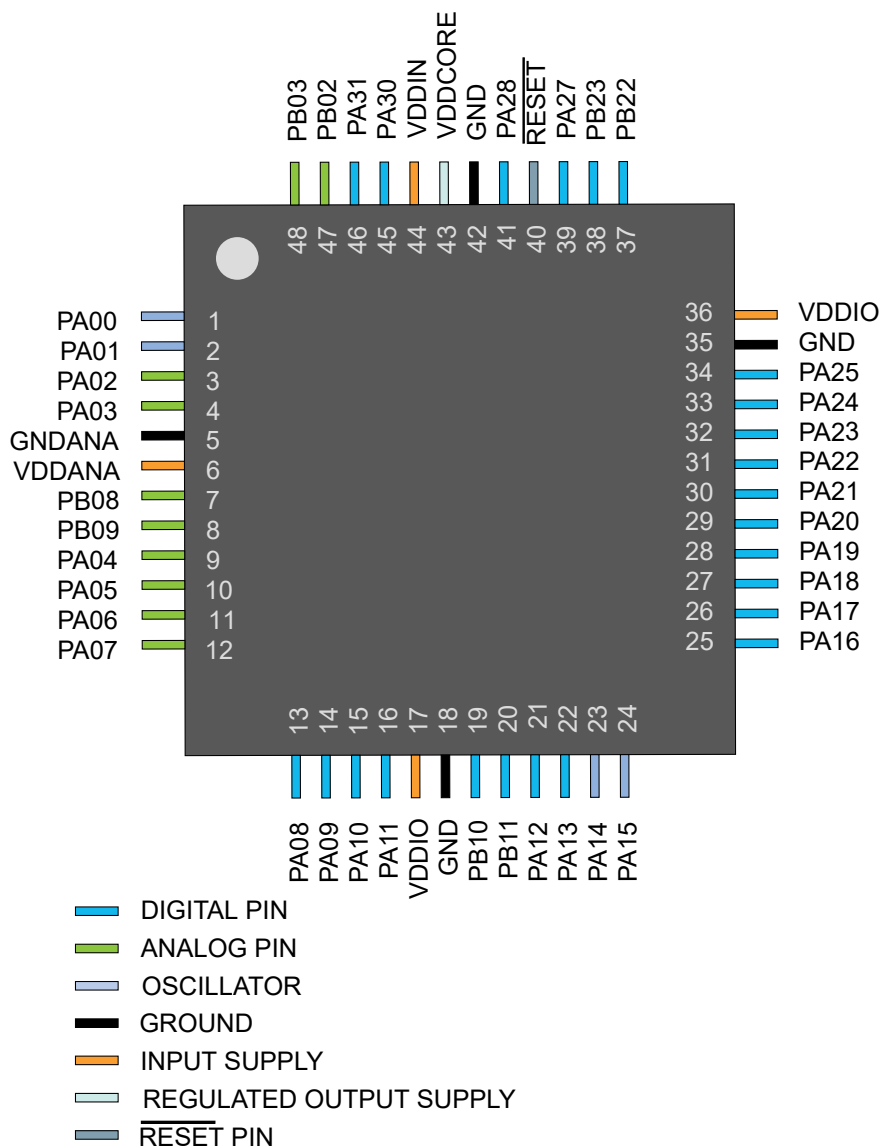 PB03
PB02
PA31
PA30
VDDIN
VDDCORE
GND
PA28
RESET
PA27
PB23
PB22
48
47
46
45
44
43
42
41
40
39
38
37
PA00 1
PA01 2
PA02 3
PA03 4
GNDANA 5
VDDANA 6
PB08 7
PB09 8
PA04 9
PA05 10
PA06 11
PA07 12
36 VDDIO
35 GND
34 PA25
33 PA24
32 PA23
31 PA22
30 PA21
29 PA20
28 PA19
27 PA18
26 PA17
25 PA16
13
14
15
16
17
18
19
20
21
22
23
24
PA08
PA09
PA10
PA11
VDDIO
GND
PB10
PB11
PA12
PA13
PA14
PA15
DIGITAL PIN
ANALOG PIN
OSCILLATOR
GROUND
INPUT SUPPLY
REGULATED OUTPUT SUPPLY
RESET PIN